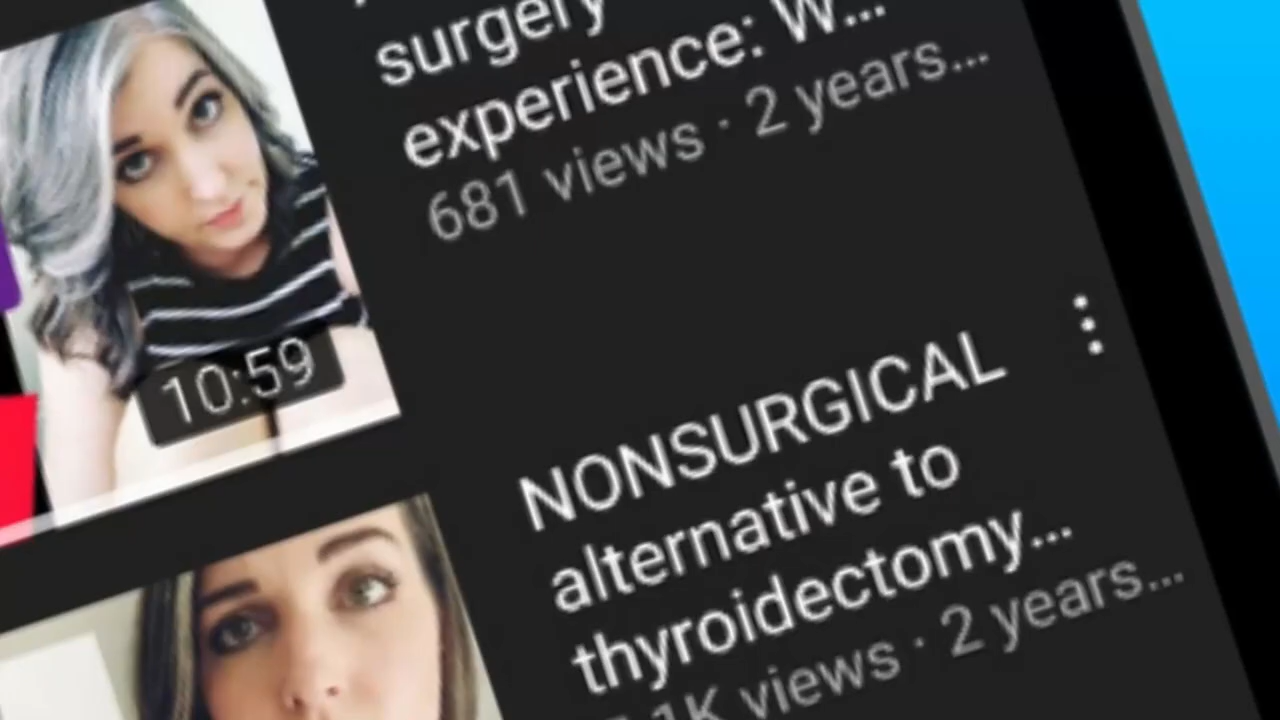 surgery
experience: W...
681 views · 2 years...
10:59
NONSURGICAL
alternative to
thyroidectomy...
views · 2 years...